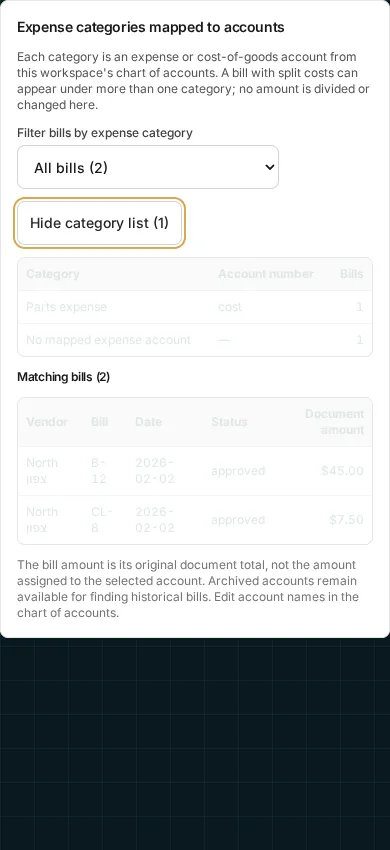 Expense categories mapped to accounts
Each category is an expense or cost-of-goods account from
this workspace's chart of accounts. A bill with split costs can
appear under more than one category; no amount is divided or
changed here.
Filter bills by expense category
All bills (2)
Hide category list (1)
Category Account number Bills
Parts expense cost 1
No mapped expense account — 1
Matching bills (2)
Vendor Bill Date Status Document amount
North צפון B-12 2026-02-02 approved $45.00
North צפון CL-8 2026-02-02 approved $7.50
The bill amount is its original document total, not the amount
assigned to the selected account. Archived accounts remain
available for finding historical bills. Edit account names in the
chart of accounts.